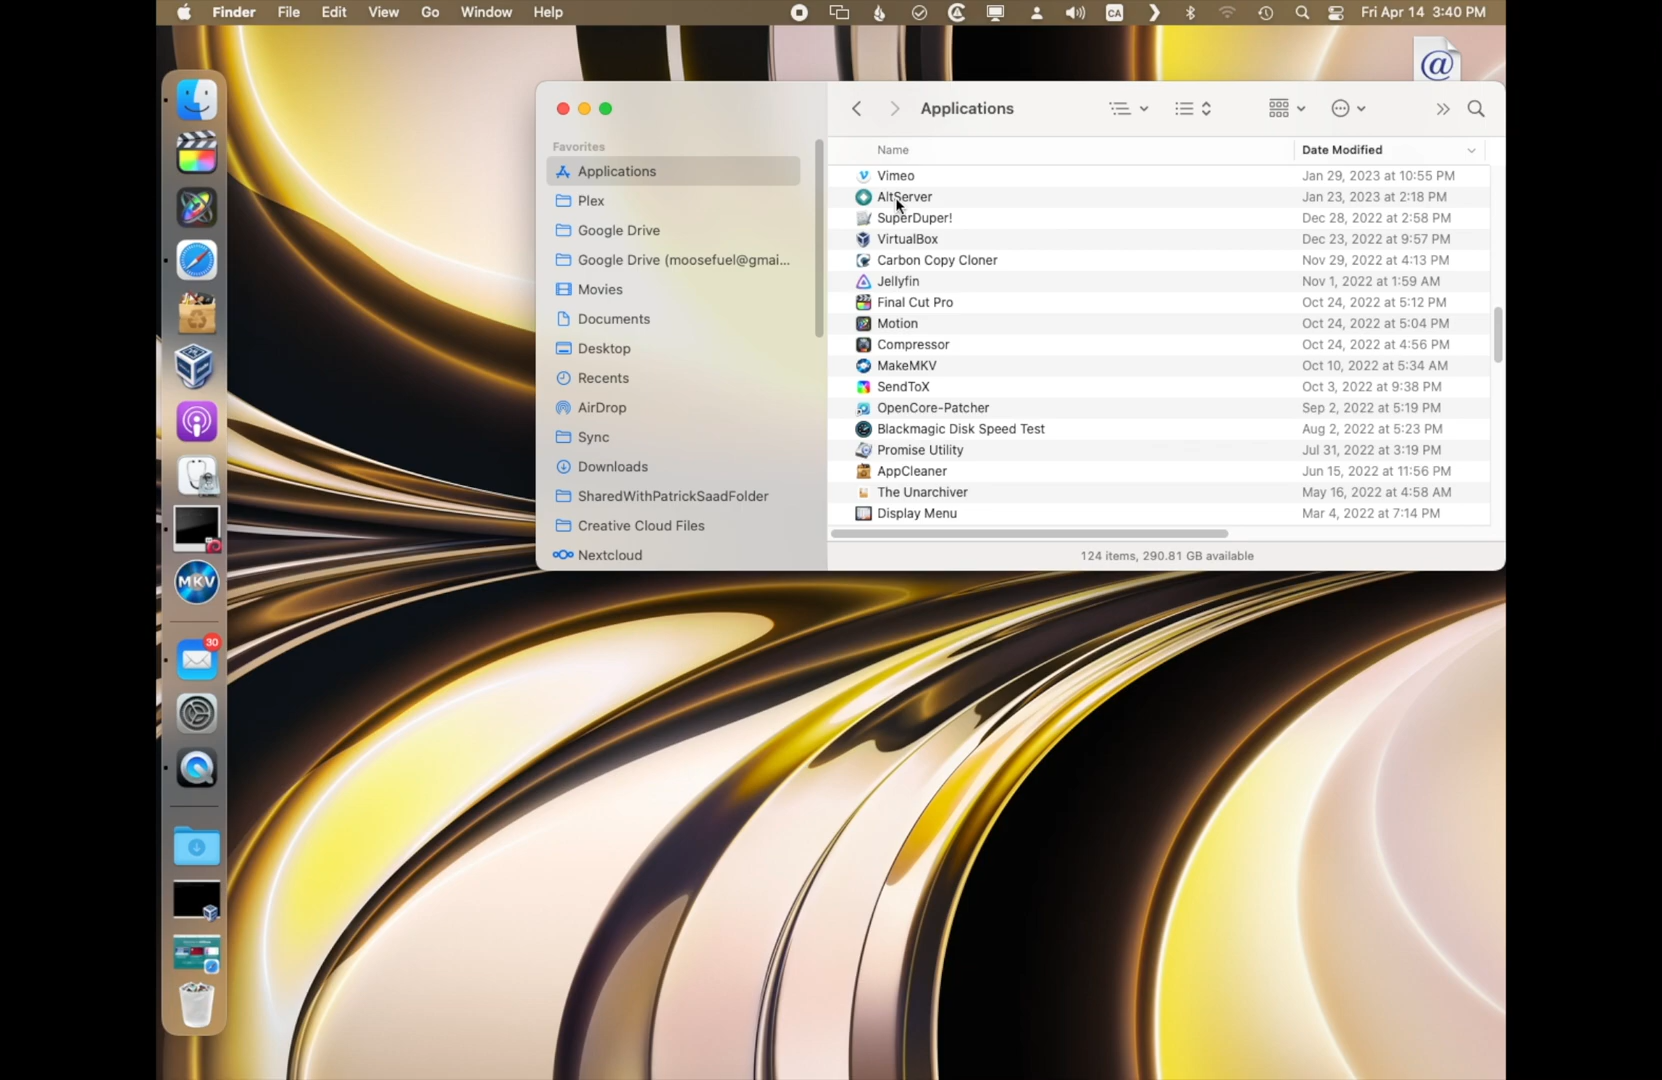 Finder File Edit View Go Window Help CA Fri Apr 14 3:40 PM
@
Applications
Favorites
Applications
Plex
Google Drive
Google Drive (moosefuel@gmai...
Movies
Documents
Desktop
Recents
AirDrop
Sync
Downloads
SharedWithPatrickSaadFolder
Creative Cloud Files
Nextcloud
Name Date Modified
Vimeo Jan 29, 2023 at 10:55 PM
AltServer Jan 23, 2023 at 2:18 PM
SuperDuper! Dec 28, 2022 at 2:58 PM
VirtualBox Dec 23, 2022 at 9:57 PM
Carbon Copy Cloner Nov 29, 2022 at 4:13 PM
Jellyfin Nov 1, 2022 at 1:59 AM
Final Cut Pro Oct 24, 2022 at 5:12 PM
Motion Oct 24, 2022 at 5:04 PM
Compressor Oct 24, 2022 at 4:56 PM
MakeMKV Oct 10, 2022 at 5:34 AM
SendToX Oct 3, 2022 at 9:38 PM
OpenCore-Patcher Sep 2, 2022 at 5:19 PM
Blackmagic Disk Speed Test Aug 2, 2022 at 5:23 PM
Promise Utility Jul 31, 2022 at 3:19 PM
AppCleaner Jun 15, 2022 at 11:56 PM
The Unarchiver May 16, 2022 at 4:58 AM
Display Menu Mar 4, 2022 at 7:14 PM
124 items, 290.81 GB available
MKV
30